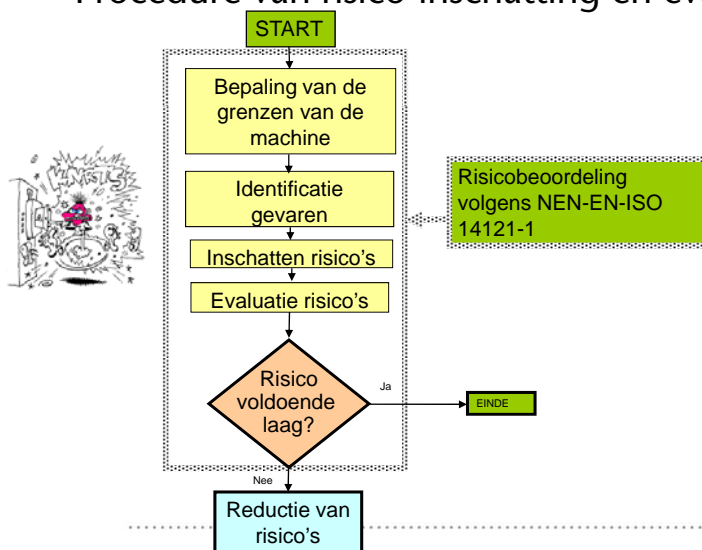 Procedure van risico-inschatting en eva
START
Bepaling van de
grenzen van de
machine
Identificatie
gevaren
Inschatten risico's
Evaluatie risico's
Risicobeoordeling
volgens NEN-EN-ISO
14121-1
Risico
voldoende
laag?
Ja
EINDE
Nee
Reductie van
risico's